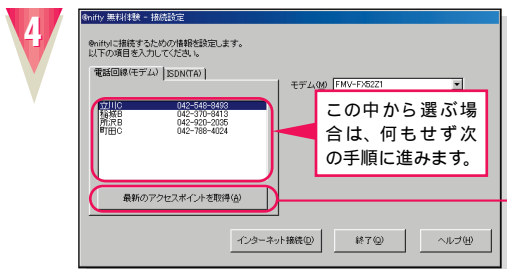 4
@nifty 無料体験 - 接続設定
@niftyに接続するための情報を設定します。
以下の項目を入力してください。
電話回線(モデム) ISDN(TA)
モデム(M) FMV-FX52Z1
立川C 042-548-8493
稲城B 042-370-8413
所沢B 042-920-2035
町田C 042-788-4024
この中から選ぶ場
合は、何もせず次
の手順に進みます。
最新のアクセスポイントを取得(A)
インターネット接続(D) 終了(Q) ヘルプ(H)